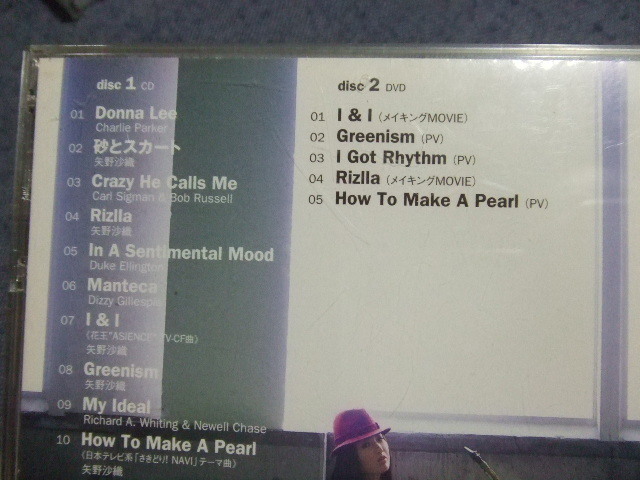 disc 1 CD
01 Donna Lee
Charlie Parker
02 砂とスカート
矢野沙織
03 Crazy He Calls Me
Carl Sigman & Bob Russell
04 Rizlla
矢野沙織
05 In A Sentimental Mood
Duke Ellington
06 Manteca
Dizzy Gillespie
07 I & I
《花王"ASIENCE" TV-CF曲》
矢野沙織
08 Greenism
矢野沙織
09 My Ideal
Richard A. Whiting & Newell Chase
10 How To Make A Pearl
《日本テレビ系「さきどり! NAVI」テーマ曲》
矢野沙織
disc 2 DVD
01 I & I (メイキングMOVIE)
02 Greenism (PV)
03 I Got Rhythm (PV)
04 Rizlla (メイキングMOVIE)
05 How To Make A Pearl (PV)